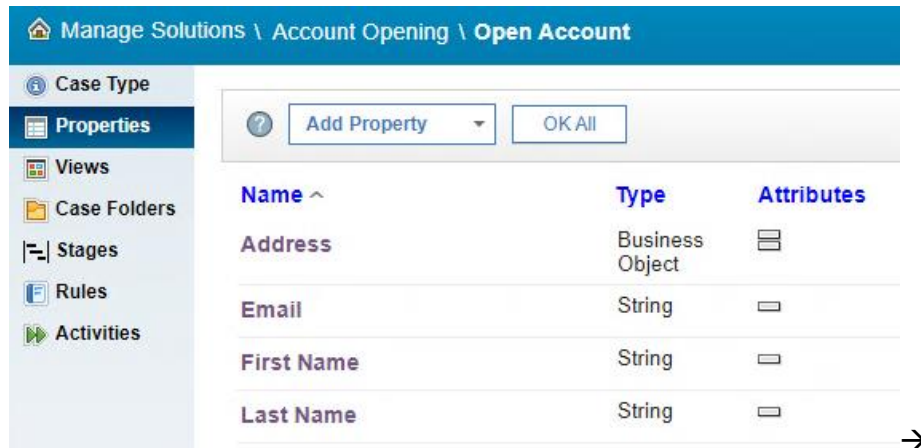 Manage Solutions \ Account Opening \ Open Account
Case Type
Properties
Views
Case Folders
Stages
Rules
Activities
? Add Property OK All
Name Type Attributes
Address Business
Object
Email String
First Name String
Last Name String
→